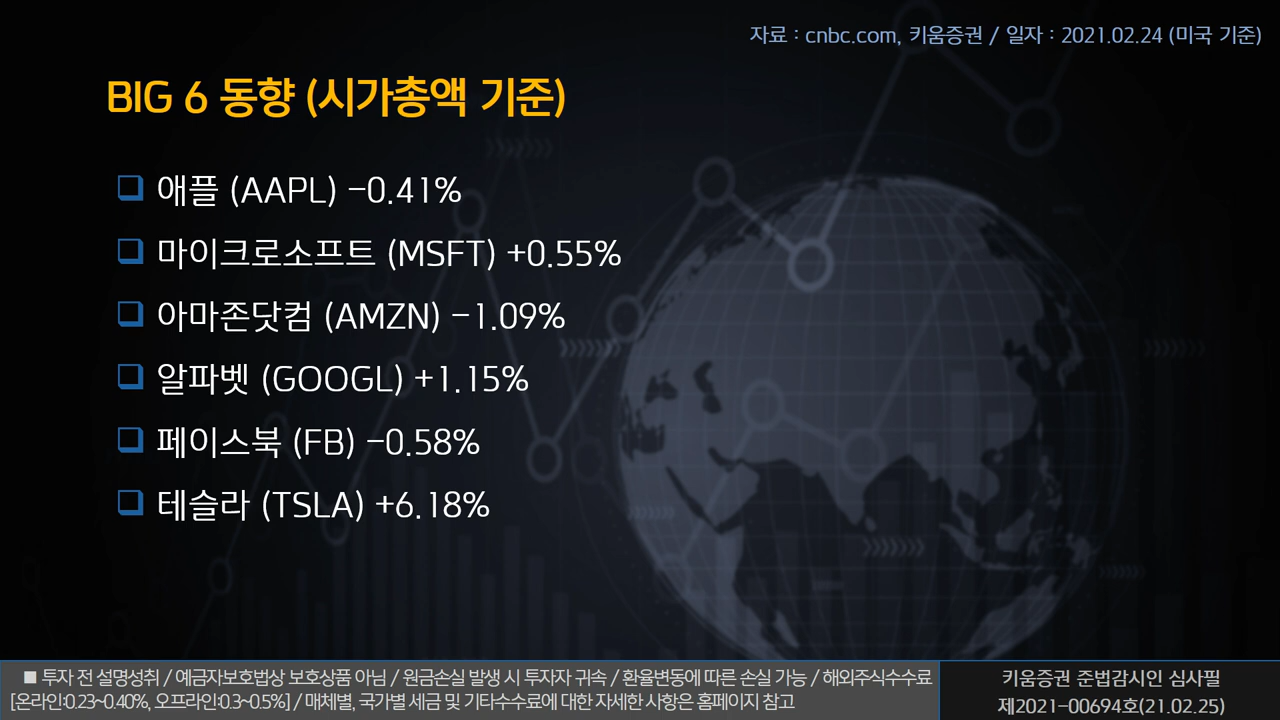 자료 : cnbc.com, 키움증권 / 일자 : 2021.02.24 (미국 기준)
BIG 6 동향 (시가총액 기준)
❑ 애플 (AAPL) -0.41%
❑ 마이크로소프트 (MSFT) +0.55%
❑ 아마존닷컴 (AMZN) -1.09%
❑ 알파벳 (GOOGL) +1.15%
❑ 페이스북 (FB) -0.58%
❑ 테슬라 (TSLA) +6.18%
■ 투자 전 설명성취 / 예금자보호법상 보호상품 아님 / 원금손실 발생 시 투자자 귀속 / 환율변동에 따른 손실 가능 / 해외주식수수료
[온라인:0.23~0.40%, 오프라인:0.3~0.5%] / 매체별, 국가별 세금 및 기타수수료에 대한 자세한 사항은 홈페이지 참고
키움증권 준법감시인 심사필
제2021-00694호(21.02.25)